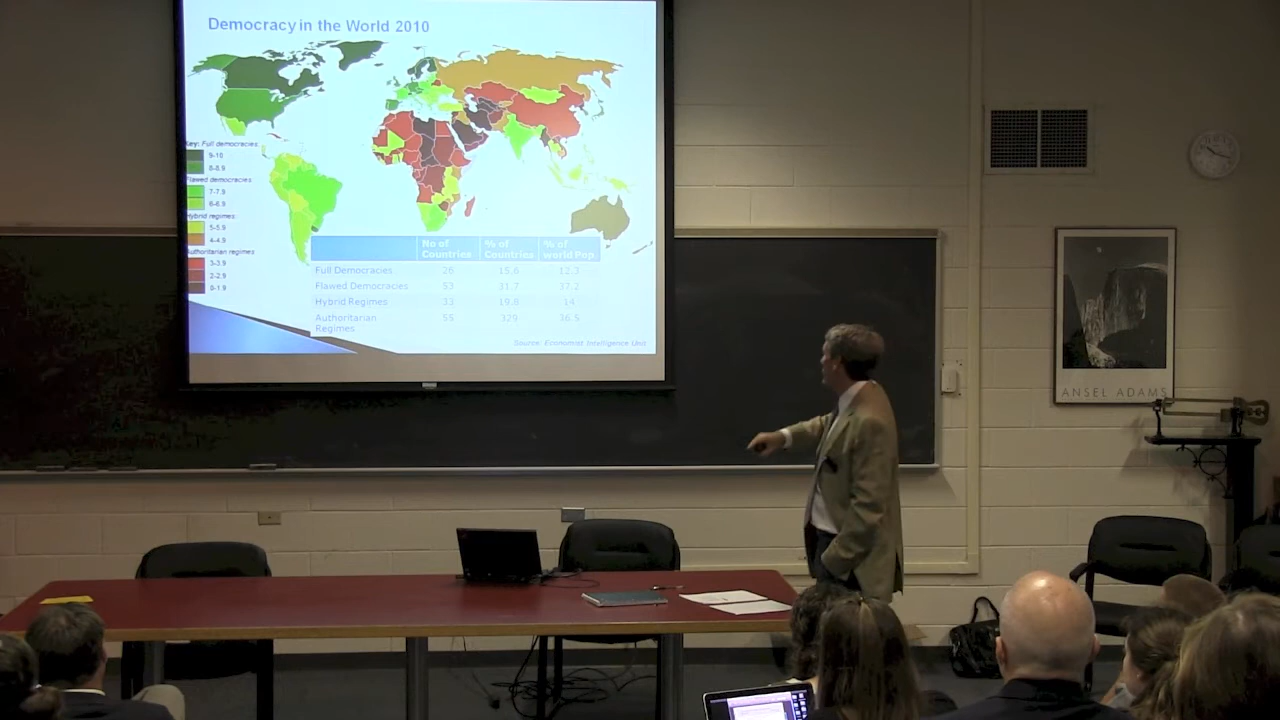 Democracy in the World 2010
Key: Full democracies
9-10
8-8.9
Flawed democracies
7-7.9
6-6.9
Hybrid regimes
5-5.9
4-4.9
Authoritarian regimes
3-3.9
2-2.9
0-1.9
No of Countries % of Countries % of world Pop
Full Democracies 26 15.6 12.3
Flawed Democracies 53 31.7 37.2
Hybrid Regimes 33 19.8 14
Authoritarian Regimes 55 329 36.5
Source: Economist Intelligence Unit
ANSEL ADAMS